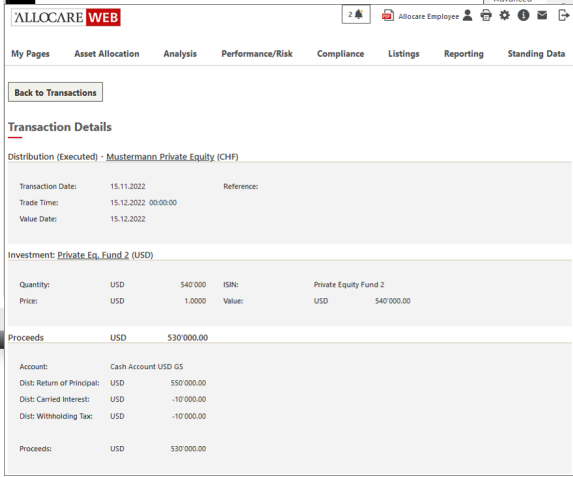 Advanced
'ALLOCARE WEB
2
PDF
Allocare Employee
My Pages Asset Allocation Analysis Performance/Risk Compliance Listings Reporting Standing Data
Back to Transactions
Transaction Details
Distribution (Executed) - Mustermann Private Equity (CHF)
Transaction Date: 15.11.2022 Reference:
Trade Time: 15.12.2022 00:00:00
Value Date: 15.12.2022
Investment: Private Eq. Fund 2 (USD)
Quantity: USD 540'000 ISIN: Private Equity Fund 2
Price: USD 1.0000 Value: USD 540'000.00
Proceeds USD 530'000.00
Account: Cash Account USD GS
Dist: Return of Principal: USD 550'000.00
Dist: Carried Interest: USD -10'000.00
Dist: Withholding Tax: USD -10'000.00
Proceeds: USD 530'000.00